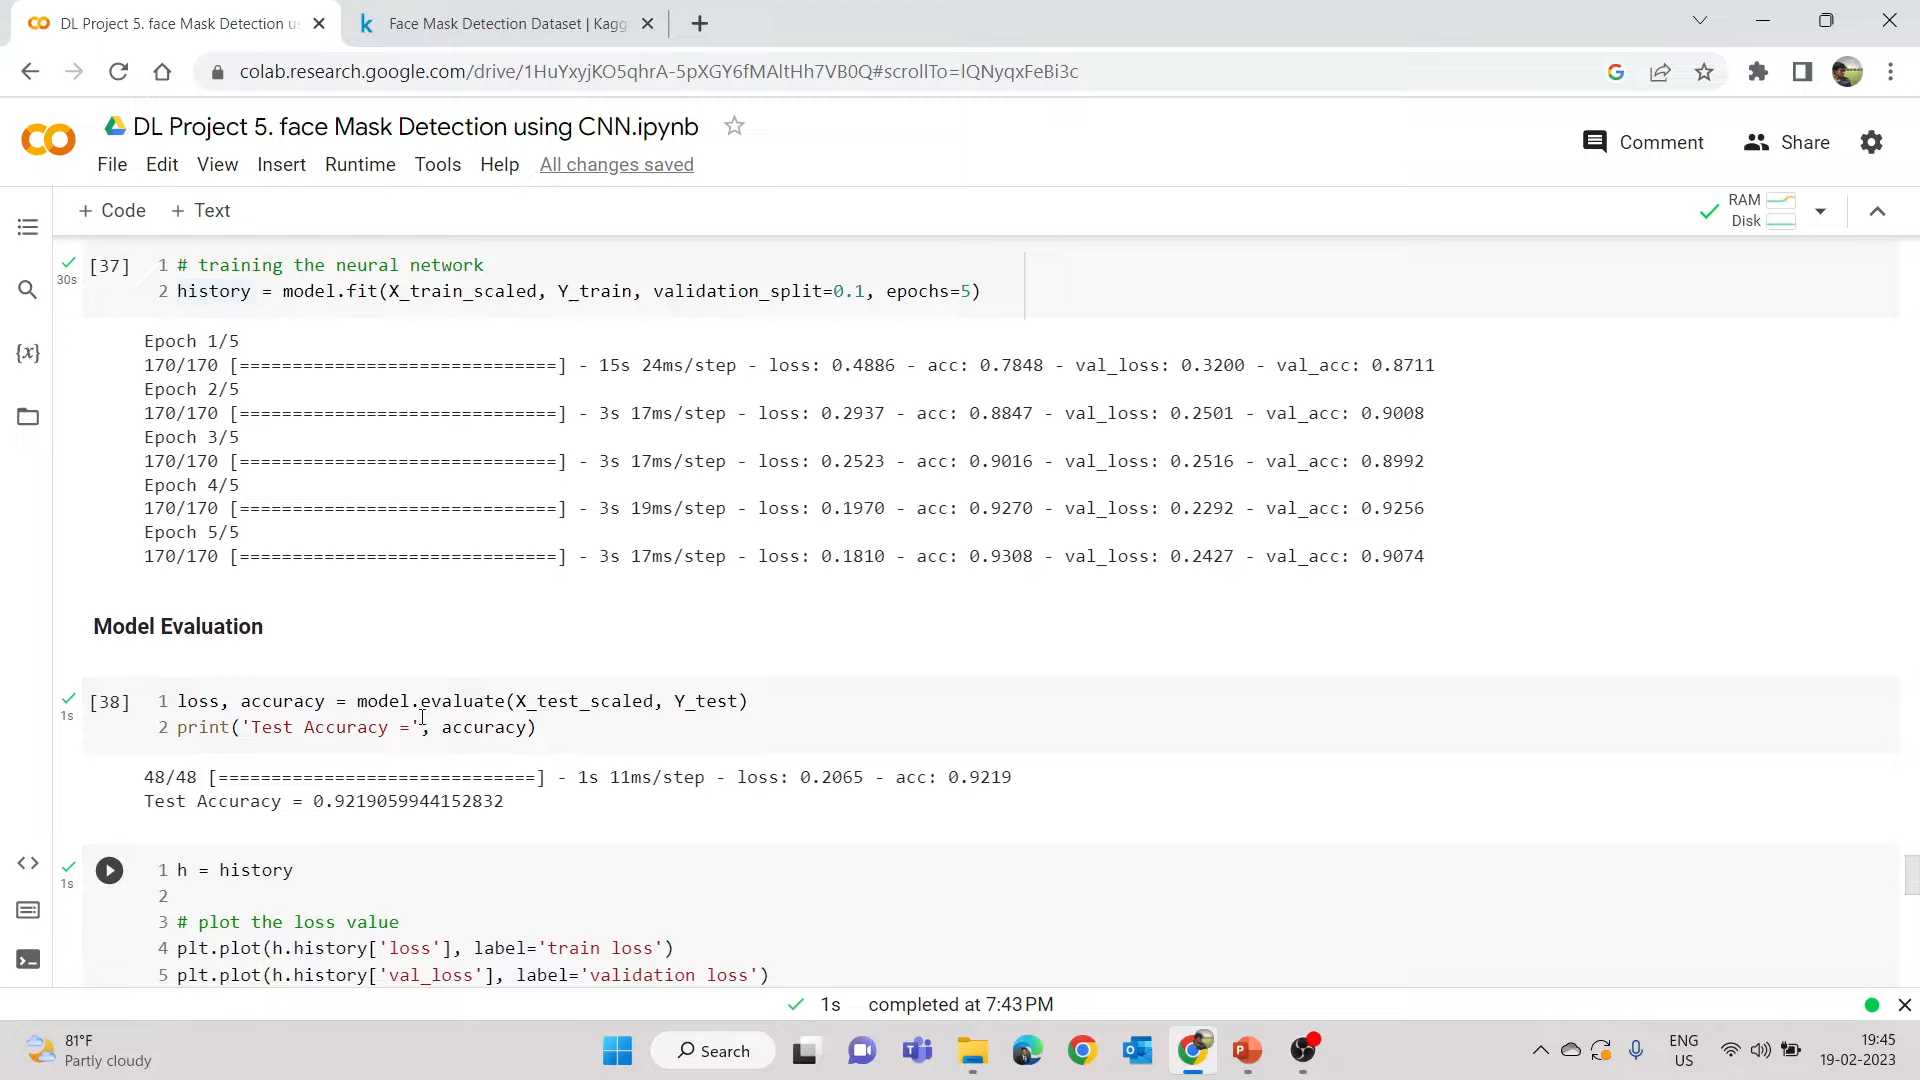 DL Project 5. face Mask Detection u
Face Mask Detection Dataset | Kagg
colab.research.google.com/drive/1HuYxyjKO5qhrA-5pXGY6fMAltHh7VB0Q#scrollTo=lQNyqxFeBi3c
DL Project 5. face Mask Detection using CNN.ipynb
Comment
Share
File Edit View Insert Runtime Tools Help All changes saved
+ Code + Text
RAM
Disk
[37]
30s
1 # training the neural network
2 history = model.fit(X_train_scaled, Y_train, validation_split=0.1, epochs=5)
Epoch 1/5
170/170 [==============================] - 15s 24ms/step - loss: 0.4886 - acc: 0.7848 - val_loss: 0.3200 - val_acc: 0.8711
Epoch 2/5
170/170 [==============================] - 3s 17ms/step - loss: 0.2937 - acc: 0.8847 - val_loss: 0.2501 - val_acc: 0.9008
Epoch 3/5
170/170 [==============================] - 3s 17ms/step - loss: 0.2523 - acc: 0.9016 - val_loss: 0.2516 - val_acc: 0.8992
Epoch 4/5
170/170 [==============================] - 3s 19ms/step - loss: 0.1970 - acc: 0.9270 - val_loss: 0.2292 - val_acc: 0.9256
Epoch 5/5
170/170 [==============================] - 3s 17ms/step - loss: 0.1810 - acc: 0.9308 - val_loss: 0.2427 - val_acc: 0.9074
Model Evaluation
[38]
1s
1 loss, accuracy = model.evaluate(X_test_scaled, Y_test)
2 print('Test Accuracy =', accuracy)
48/48 [==============================] - 1s 11ms/step - loss: 0.2065 - acc: 0.9219
Test Accuracy = 0.9219059944152832
1s
1 h = history
2
3 # plot the loss value
4 plt.plot(h.history['loss'], label='train loss')
5 plt.plot(h.history['val_loss'], label='validation loss')
1s completed at 7:43 PM
81°F
Partly cloudy
Search
ENG
US
19:45
19-02-2023